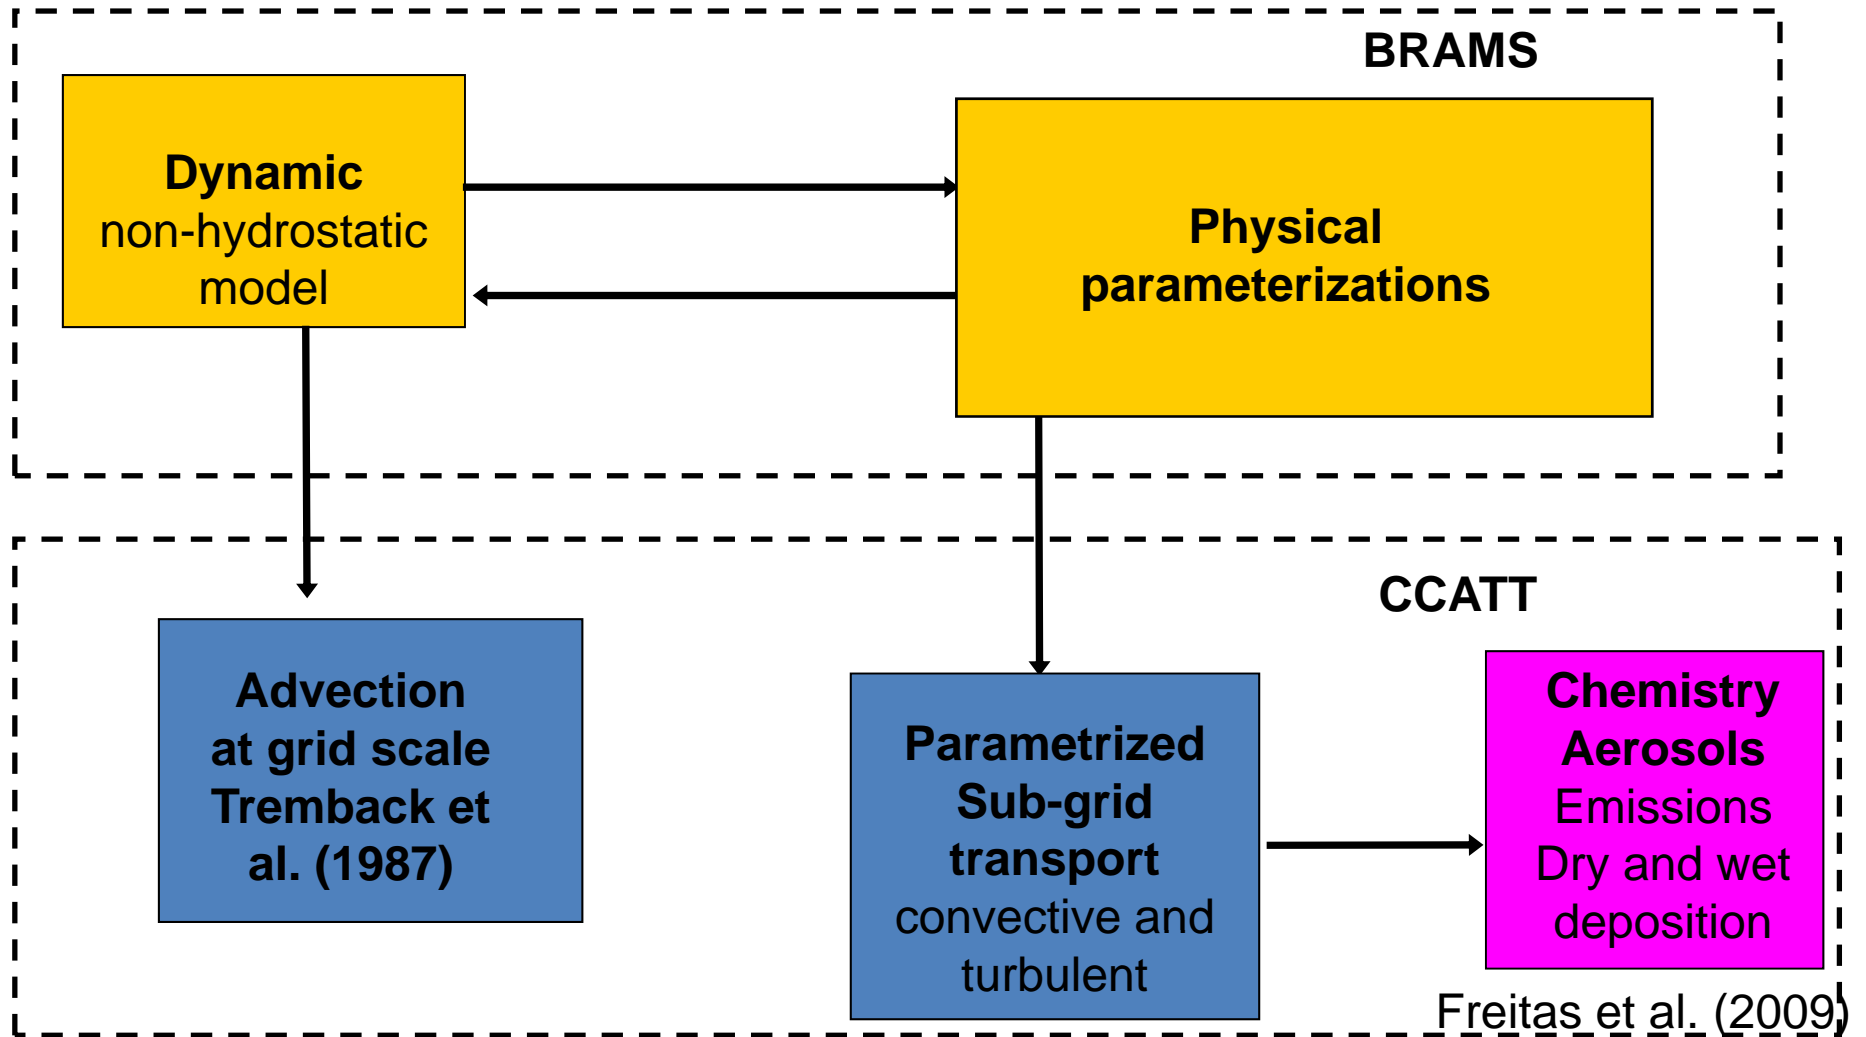 BRAMS
Dynamic
non-hydrostatic
model
Physical
parameterizations
CCATT
Advection
at grid scale
Tremback et
al. (1987)
Parametrized
Sub-grid
transport
convective and
turbulent
Chemistry
Aerosols
Emissions
Dry and wet
deposition
Freitas et al. (2009)